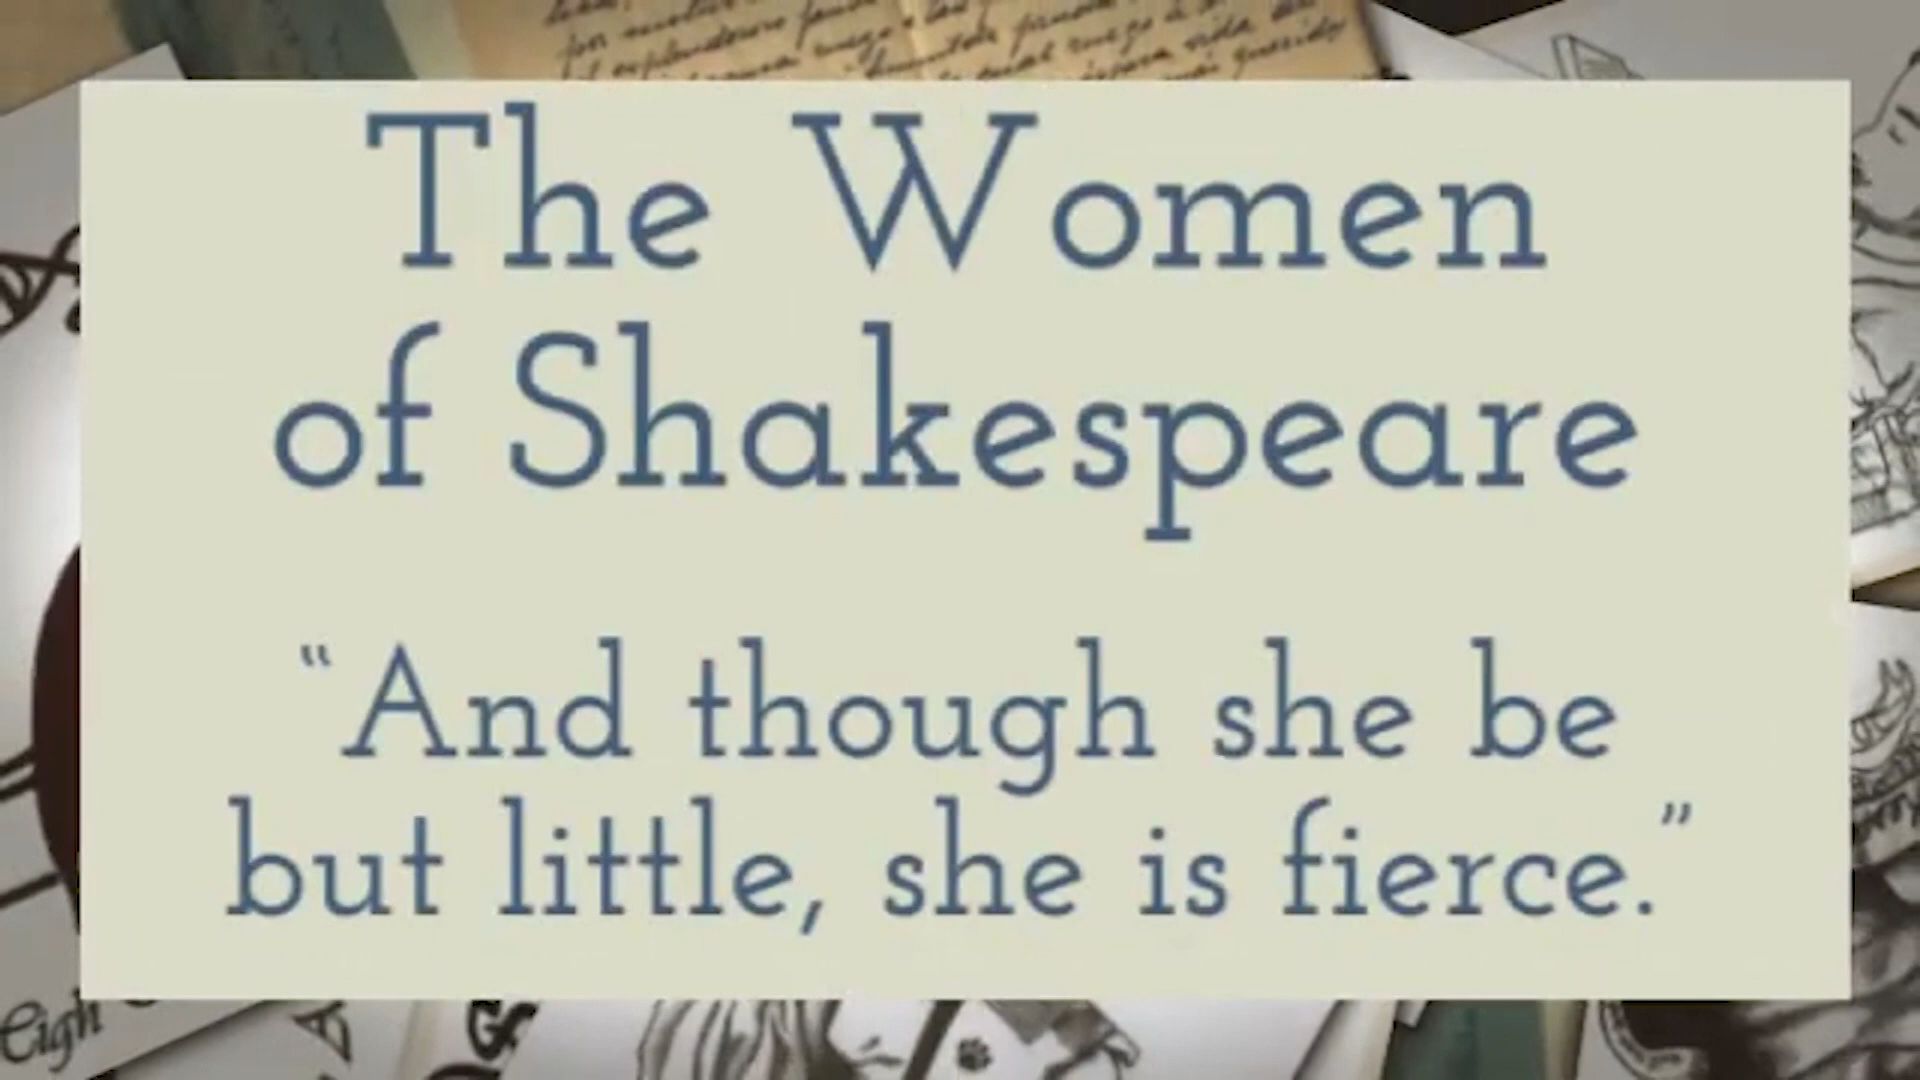 The Women
of Shakespeare
“And though she be
but little, she is fierce.”